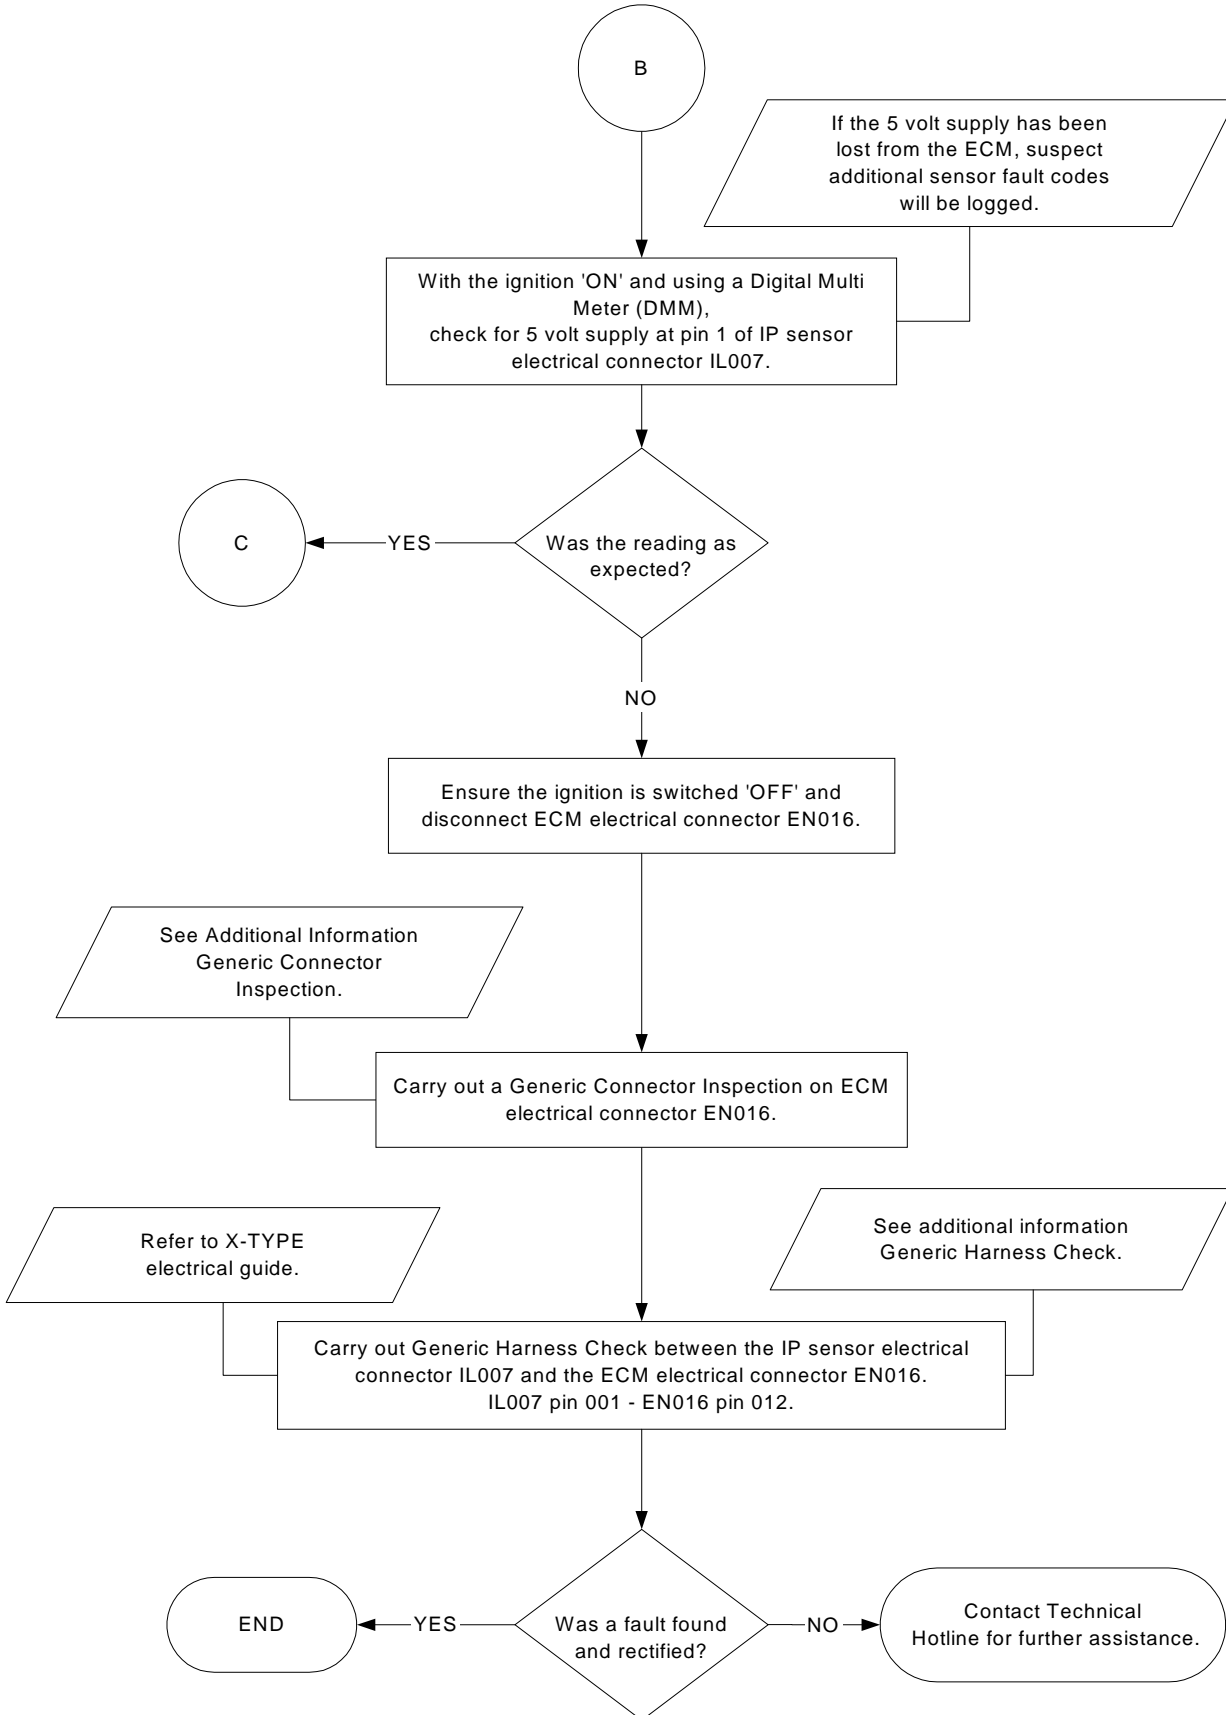 B
If the 5 volt supply has been
lost from the ECM, suspect
additional sensor fault codes
will be logged.
With the ignition 'ON' and using a Digital Multi
Meter (DMM),
check for 5 volt supply at pin 1 of IP sensor
electrical connector IL007.
C
YES
Was the reading as
expected?
NO
Ensure the ignition is switched 'OFF' and
disconnect ECM electrical connector EN016.
See Additional Information
Generic Connector
Inspection.
Carry out a Generic Connector Inspection on ECM
electrical connector EN016.
Refer to X-TYPE
electrical guide.
See additional information
Generic Harness Check.
Carry out Generic Harness Check between the IP sensor electrical
connector IL007 and the ECM electrical connector EN016.
IL007 pin 001 - EN016 pin 012.
END
YES
Was a fault found
and rectified?
NO
Contact Technical
Hotline for further assistance.